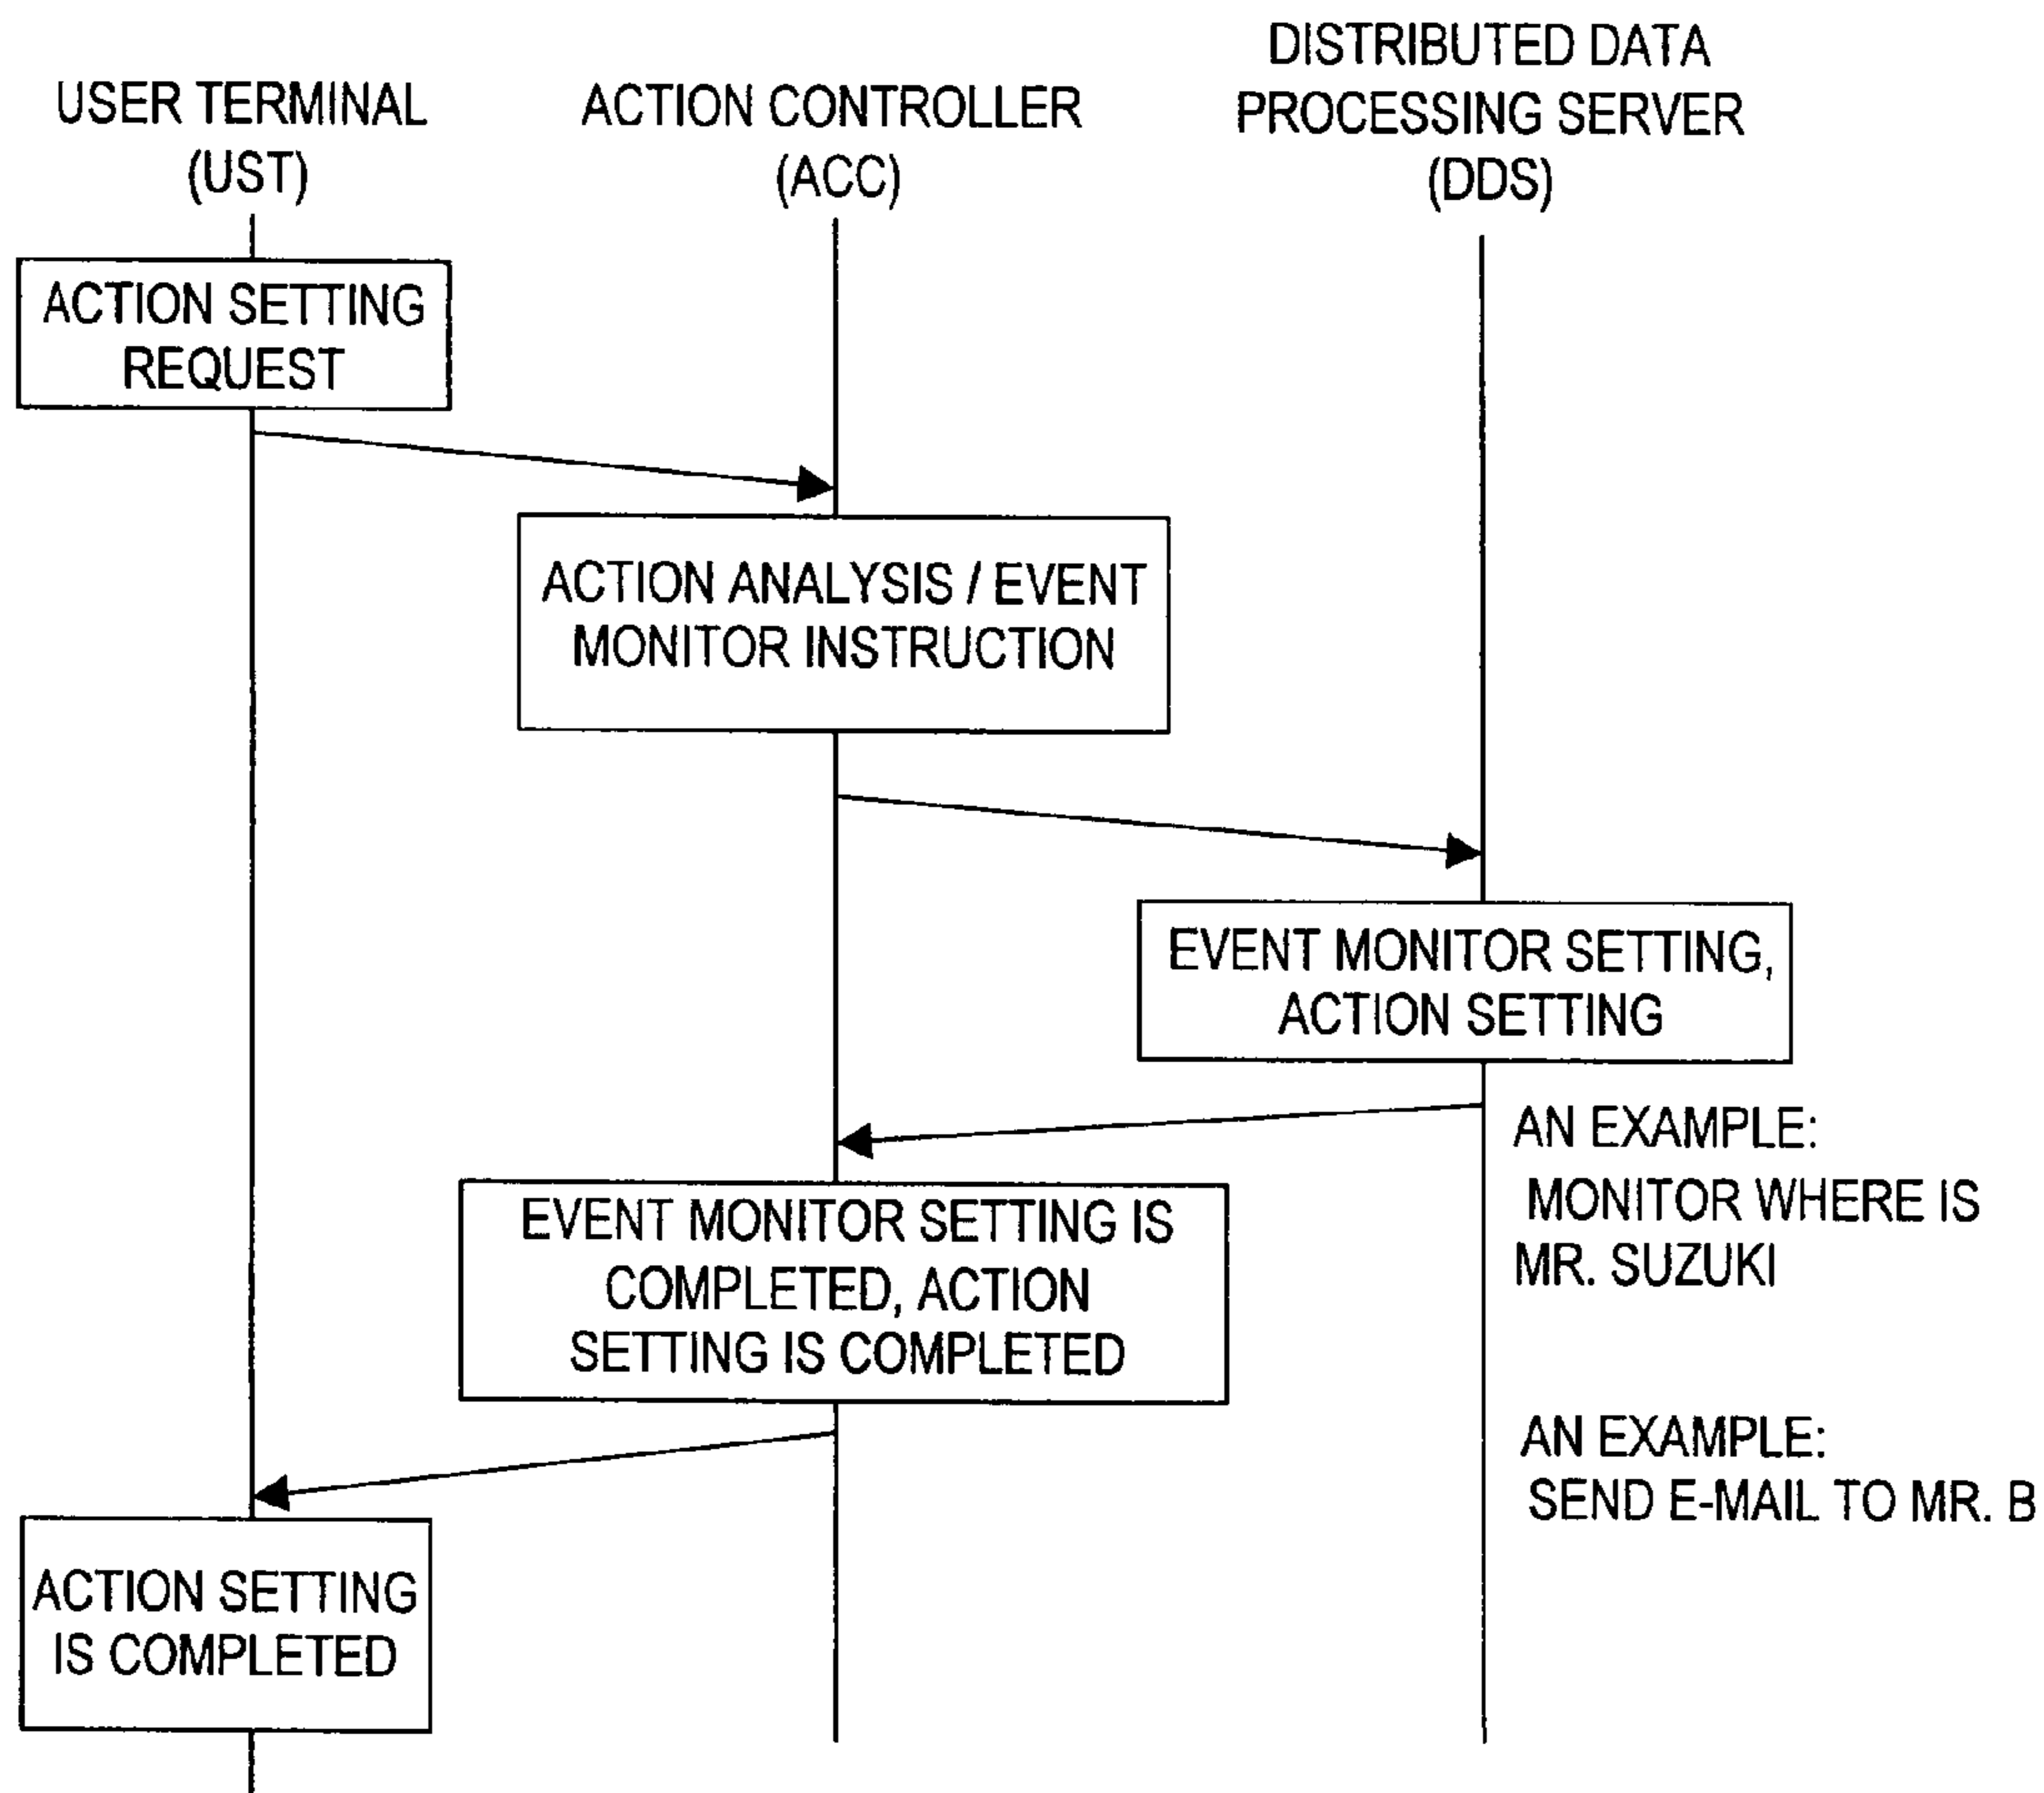 USER TERMINAL
(UST)
ACTION CONTROLLER
(ACC)
DISTRIBUTED DATA
PROCESSING SERVER
(DDS)
ACTION SETTING
REQUEST
ACTION ANALYSIS / EVENT
MONITOR INSTRUCTION
EVENT MONITOR SETTING,
ACTION SETTING
AN EXAMPLE:
MONITOR WHERE IS
MR. SUZUKI
EVENT MONITOR SETTING IS
COMPLETED, ACTION
SETTING IS COMPLETED
AN EXAMPLE:
SEND E-MAIL TO MR. B
ACTION SETTING
IS COMPLETED